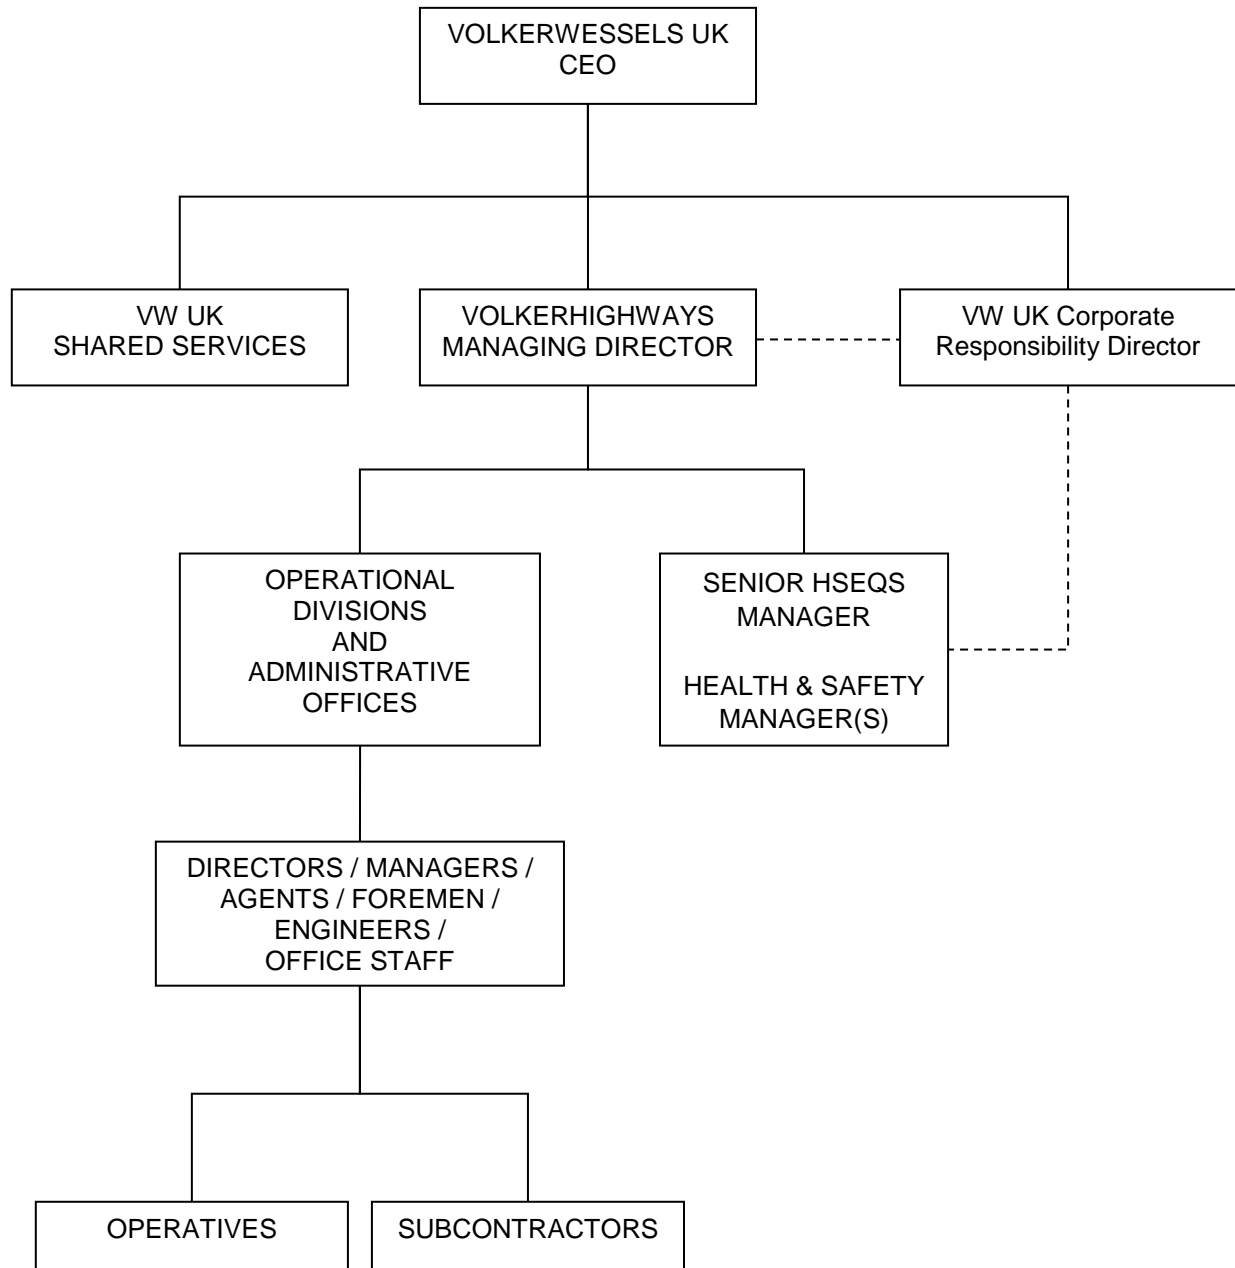 VOLKERWESSELS UK
CEO
VW UK
SHARED SERVICES
VOLKERHIGHWAYS
MANAGING DIRECTOR
VW UK Corporate
Responsibility Director
OPERATIONAL
DIVISIONS
AND
ADMINISTRATIVE
OFFICES
SENIOR HSEQS
MANAGER
HEALTH & SAFETY
MANAGER(S)
DIRECTORS / MANAGERS /
AGENTS / FOREMEN /
ENGINEERS /
OFFICE STAFF
OPERATIVES
SUBCONTRACTORS